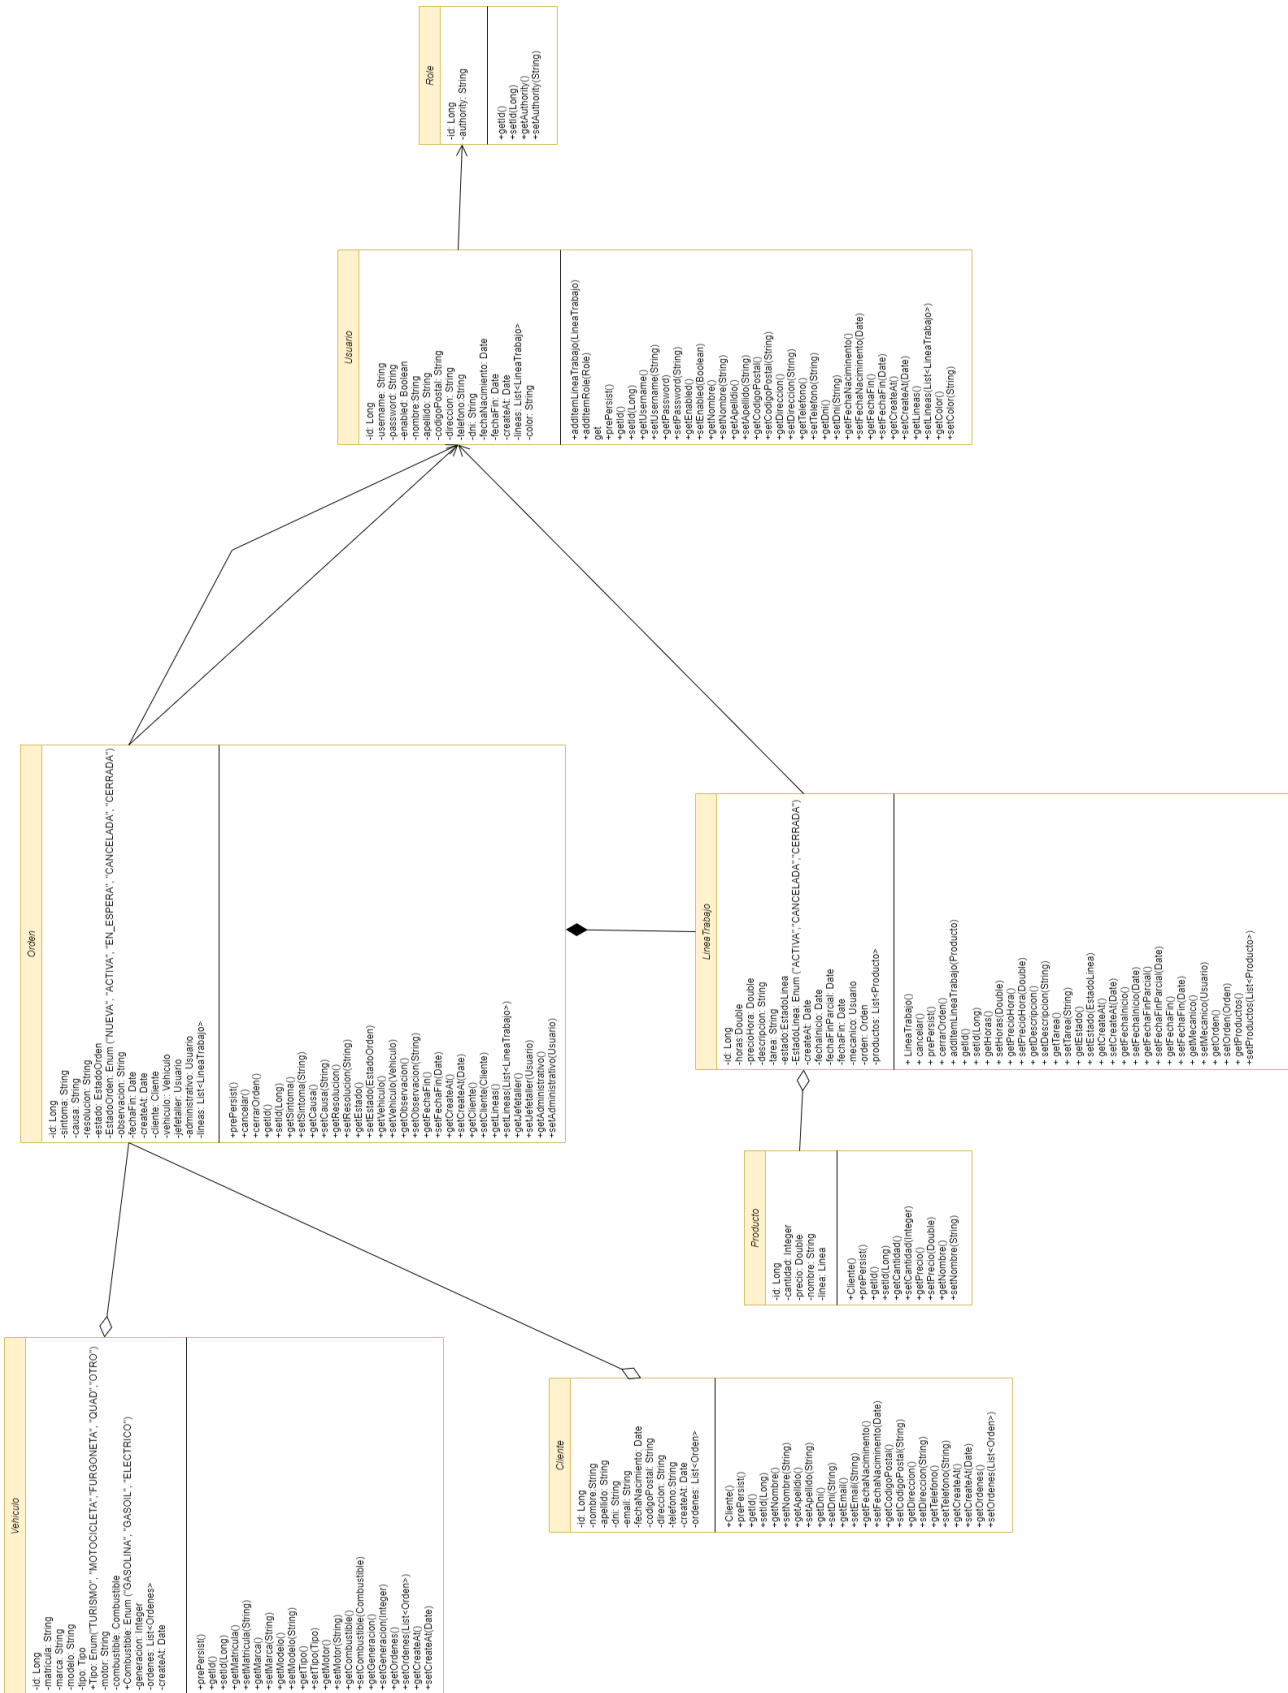 Role
-id: Long
-authority: String
+getId()
+setId(Long)
+getAuthority()
+setAuthority(String)
Usuario
-id: Long
-username: String
-password: String
-enabled: Boolean
-nombre:String
-apellido: String
-codigoPostal: String
-direccion: String
-telefono:String
-dni: String
-fechaNacimiento: Date
-fechaFin: Date
-createAt: Date
-lineas: List<LineaTrabajo>
-color: String
+addItemLineaTrabajo(LineaTrabajo)
+addItemRole(Role)
get
+prePersist()
+getId()
+setId(Long)
+getUsername()
+setUsername(String)
+getPassword()
+setPassword(String)
+getEnabled()
+setEnabled(Boolean)
+getNombre()
+setNombre(String)
+getApelidio()
+setApelido(String)
+getCodigoPostal()
+setCodigoPostal(String)
+getDireccion()
+setDireccion(String)
+getTelefono()
+setTelefono(String)
+getDni()
+setDni(String)
+getFechaNaciminento()
+setFechaNaciminento(Date)
+getFechaFin()
+setFechaFin(Date)
+getCreateAt()
+setCreateAt(Date)
+getLineas()
+setLineas(List<LineaTrabajo>)
+getColor()
+setColor(String)
Orden
-id: Long
-sintoma: String
-causa: String
-resolucion: String
-estado: EstadoOrden
-EstadoOrden: Enum ("NUEVA", "ACTIVA", "EN_ESPERA", "CANCELADA", "CERRADA")
-observacion: String
-fechaFin: Date
-createAt: Date
-cliente: Cliente
-vehiculo: Vehiculo
-jefetaller: Usuario
-administrativo: Usuario
-lineas: List<LineaTrabajo>
+prePersist()
+cancelar()
+cerrarOrden()
+getId()
+setId(Long)
+getSintoma()
+setSintoma(String)
+getCausa()
+setCausa(String)
+getResolucion()
+setResolucion(String)
+getEstado()
+setEstado(EstadoOrden)
+getVehiculo()
+setVehiculo(Vehiculo)
+getObservacion()
+setObservacion(String)
+getFechaFin()
+setFechaFin(Date)
+getCreateAt()
+setCreateAt(Date)
+getCliente()
+setCliente(Cliente)
+getLineas()
+setLineas(List<LineaTrabajo>)
+getJefetaller()
+setJefetaller(Usuario)
+getAdministrativo()
+setAdministrativo(Usuario)
LineaTrabajo
-id: Long
-horas:Double
-precioHora: Double
-descripcion: String
-tarea: String
-estado:EstadoLinea
-EstadoLinea: Enum ("ACTIVA","CANCELADA","CERRADA")
-createAt: Date
-fechaInicio: Date
-fechaFinParcial: Date
-fechaFin: Date
-mecanico: Usuario
-orden: Orden
-productos: List<Producto>
+ LineaTrabajo()
+ cancelar()
+ prePersist()
+ cerrarOrden()
+ additemLineaTrabajo(Producto)
+getId()
+setId(Long)
+getHoras()
+setHoras(Double)
+getPrecioHora()
+setPrecioHora(Double)
+getDescripcion()
+setDescripcion(String)
+getTarea()
+setTarea(String)
+getEstado()
+setEstado(EstadoLinea)
+getCreateAt()
+setCreateAt(Date)
+getFechaInicio()
+setFechaInicio(Date)
+getFechaFinParcial()
+setFechaFinParcial(Date)
+getFechaFin()
+setFechaFin(Date)
+getMecanico()
+setMecanico(Usuario)
+getOrden()
+setOrden(Orden)
+getProductos()
+setProductos(List<Producto>)
Producto
-id: Long
-cantidad: Integer
-precio: Double
-nombre: String
-linea: Linea
+Cliente()
+prePersist()
+getId()
+setId(Long)
+getCantidad()
+setCantidad(Integer)
+getPrecio()
+setPrecio(Double)
+getNombre()
+setNombre(String)
Vehiculo
-id: Long
-matricula: String
-marca: String
-modelo: String
-tipo: Tipo
+Tipo: Enum("TURISMO", "MOTOCICLETA","FURGONETA", "QUAD","OTRO")
-motor: String
-combustible: Combustible
+Combustible: Enum ("GASOLINA", "GASOIL", "ELECTRICO")
-generacion: Integer
-ordenes: List<Ordenes>
-createAt: Date
+prePersist()
+getId()
+setId(Long)
+getMatricula()
+setMatricula(String)
+getMarca()
+setMarca(String)
+getModelo()
+setModelo(String)
+getTipo()
+setTipo(Tipo)
+getMotor()
+setMotor(String)
+getCombustible()
+setCombustible(Combustible)
+getGeneracion()
+setGeneracion(Integer)
+getOrdenes()
+setOrdenes(List<Orden>)
+getCreateAt()
+setCreateAt(Date)
Cliente
-id: Long
-nombre:String
-apellido: String
-dni: String
-email: String
-fechaNacimiento: Date
-codigoPostal: String
-direccion: String
-telefono:String
-createAt: Date
-ordenes: List<Orden>
+Cliente()
+prePersist()
+getId()
+setId(Long)
+getNombre()
+setNombre(String)
+getApelidio()
+setApelido(String)
+getDni()
+setDni(String)
+getEmail()
+setEmail(String)
+getFechaNaciminento()
+setFechaNaciminento(Date)
+getCodigoPostal()
+setCodigoPostal(String)
+getDireccion()
+setDireccion(String)
+getTelefono()
+setTelefono(String)
+getCreateAt()
+setCreateAt(Date)
+getOrdenes()
+setOrdenes(List<Orden>)